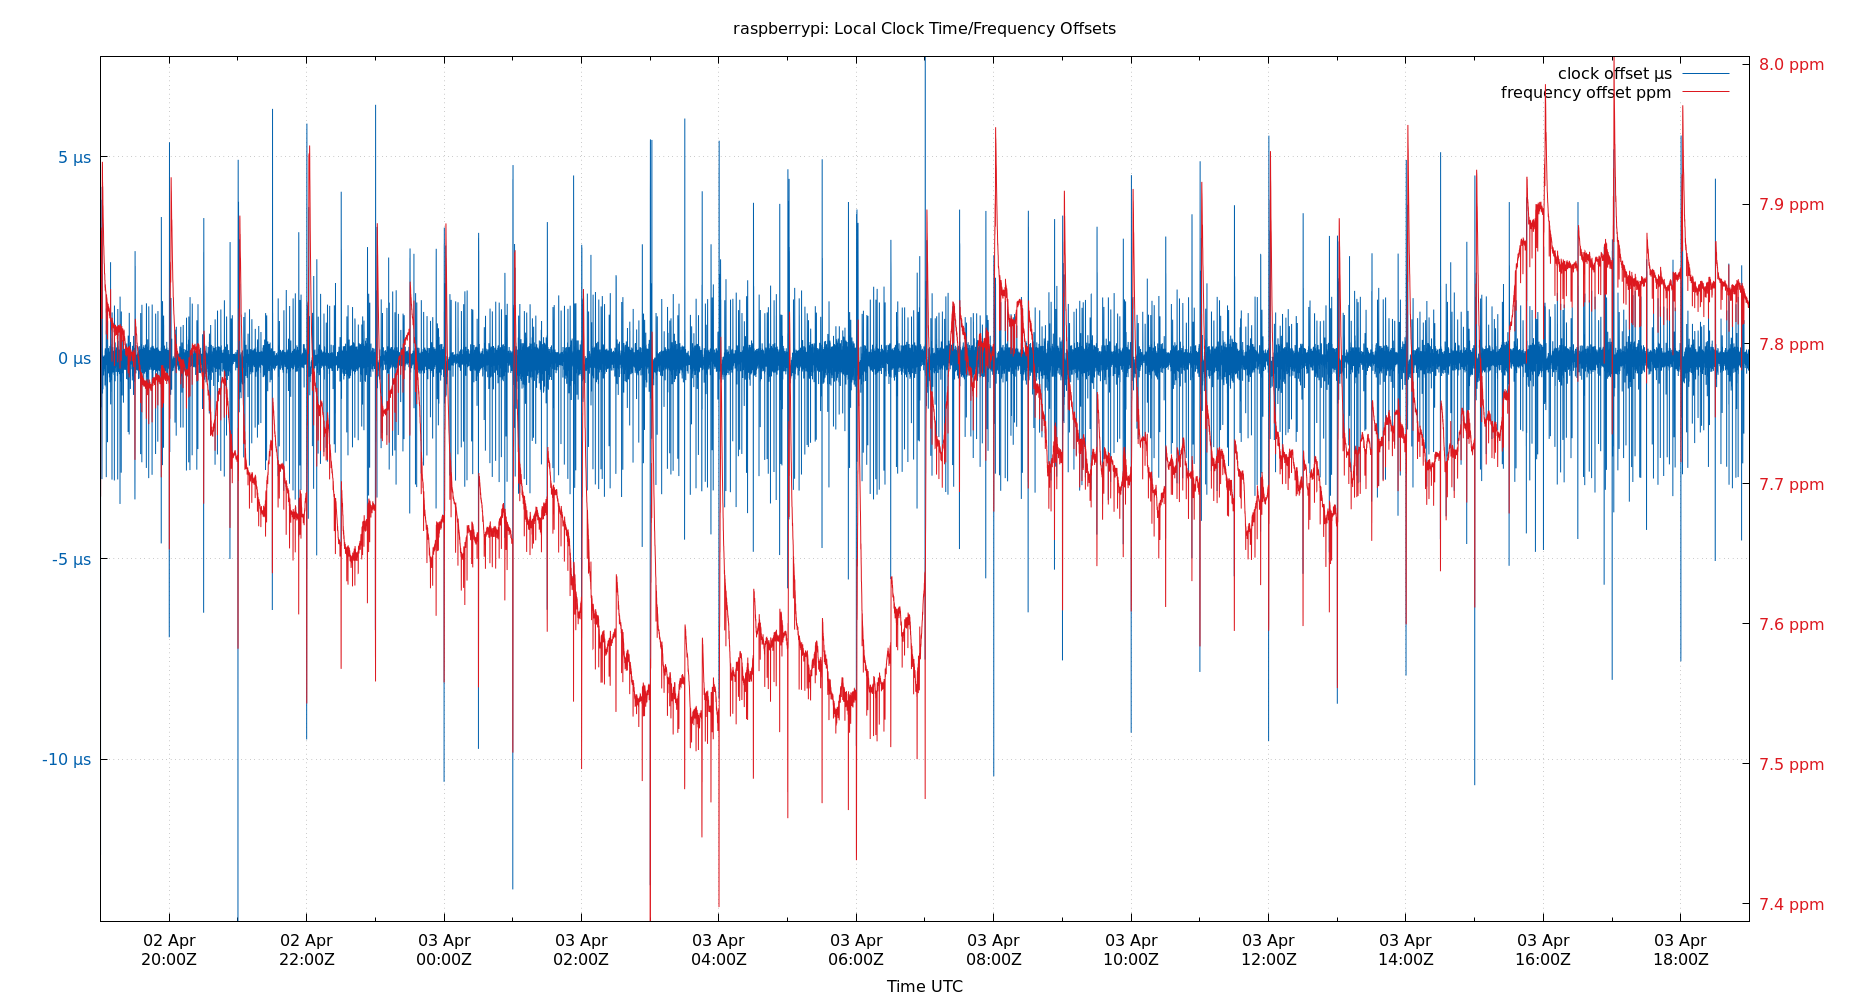 raspberrypi: Local Clock Time/Frequency Offsets
clock offset µs
frequency offset ppm
5 µs
0 µs
-5 µs
-10 µs
8.0 ppm
7.9 ppm
7.8 ppm
7.7 ppm
7.6 ppm
7.5 ppm
7.4 ppm
02 Apr 02 Apr 03 Apr 03 Apr 03 Apr 03 Apr 03 Apr 03 Apr 03 Apr 03 Apr 03 Apr 03 Apr
20:00Z 22:00Z 00:00Z 02:00Z 04:00Z 06:00Z 08:00Z 10:00Z 12:00Z 14:00Z 16:00Z 18:00Z
Time UTC